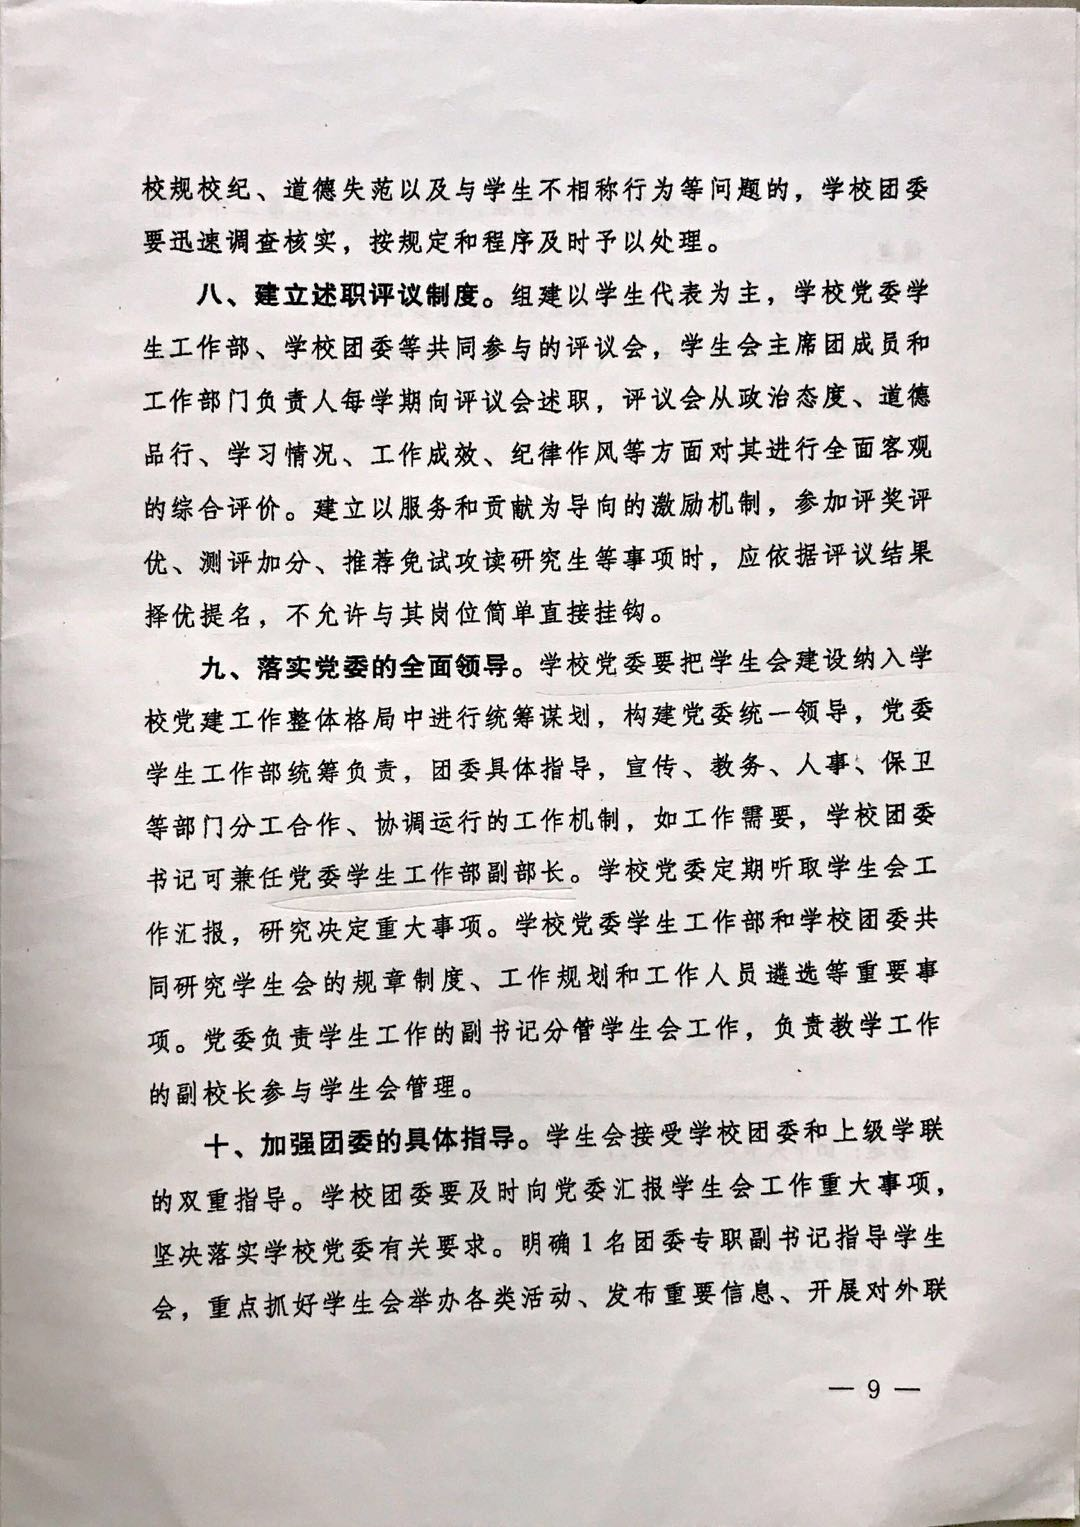 校规校纪、道德失范以及与学生不相称行为等问题的，学校团委
要迅速调查核实，按规定和程序及时予以处理。
八、建立述职评议制度。组建以学生代表为主，学校党委学
生工作部、学校团委等共同参与的评议会，学生会主席团成员和
工作部门负责人每学期向评议会述职，评议会从政治态度、道德
品行、学习情况、工作成效、纪律作风等方面对其进行全面客观
的综合评价。建立以服务和贡献为导向的激励机制，参加评奖评
优、测评加分、推荐免试攻读研究生等事项时，应依据评议结果
择优提名，不允许与其岗位简单直接挂钩。
九、落实党委的全面领导。学校党委要把学生会建设纳入学
校党建工作整体格局中进行统筹谋划，构建党委统一领导，党委
学生工作部统筹负责，团委具体指导，宣传、教务、人事、保卫
等部门分工合作、协调运行的工作机制，如工作需要，学校团委
书记可兼任党委学生工作部副部长。学校党委定期听取学生会工
作汇报，研究决定重大事项。学校党委学生工作部和学校团委共
同研究学生会的规章制度、工作规划和工作人员遴选等重要事
项。党委负责学生工作的副书记分管学生会工作，负责教学工作
的副校长参与学生会管理。
十、加强团委的具体指导。学生会接受学校团委和上级学联
的双重指导。学校团委要及时向党委汇报学生会工作重大事项，
坚决落实学校党委有关要求。明确1名团委专职副书记指导学生
会，重点抓好学生会举办各类活动、发布重要信息、开展对外联
— 9 —